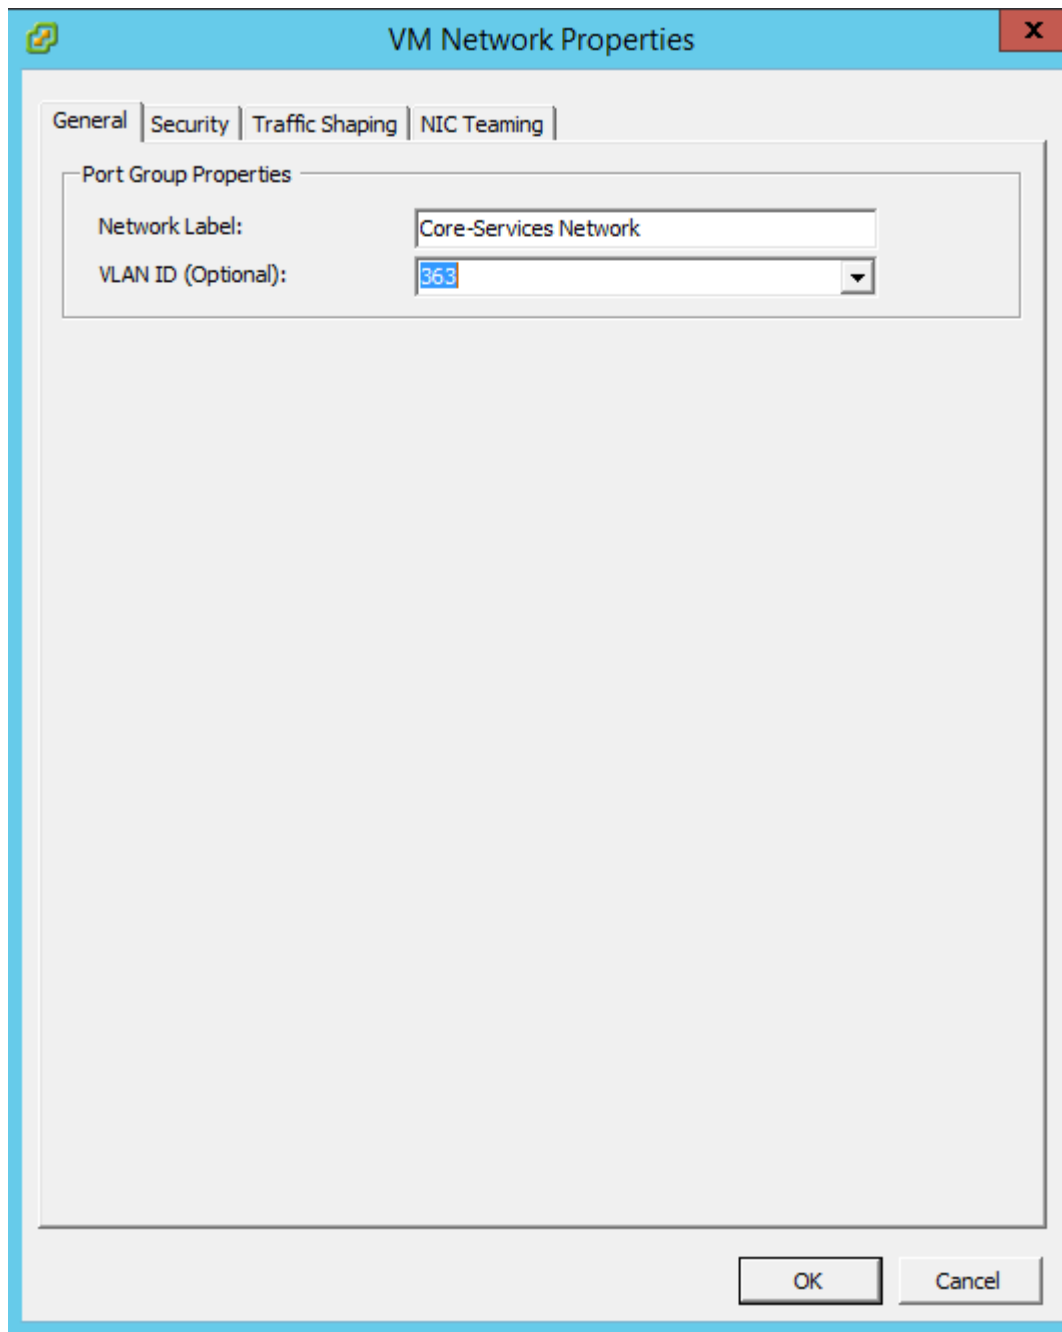 VM Network Properties
x
General Security Traffic Shaping NIC Teaming
Port Group Properties
Network Label: Core-Services Network
VLAN ID (Optional): 363
OK Cancel